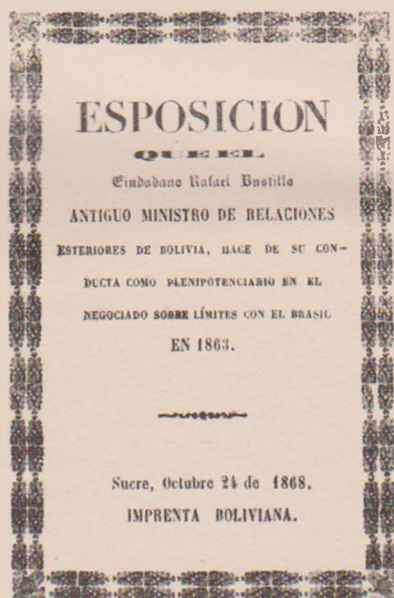 ESPOSICION
QUE EL
Ciudadano Rafael Bustillo
ANTIGUO MINISTRO DE RELACIONES
ESTERIORES DE BOLIVIA, HACE DE SU CON-
DUCTA COMO PLENIPOTENCIARIO EN EL
NEGOCIADO SOBRE LÍMITES CON EL BRASIL
EN 1863.
Sucre, Octubre 24 de 1868.
IMPRENTA BOLIVIANA.